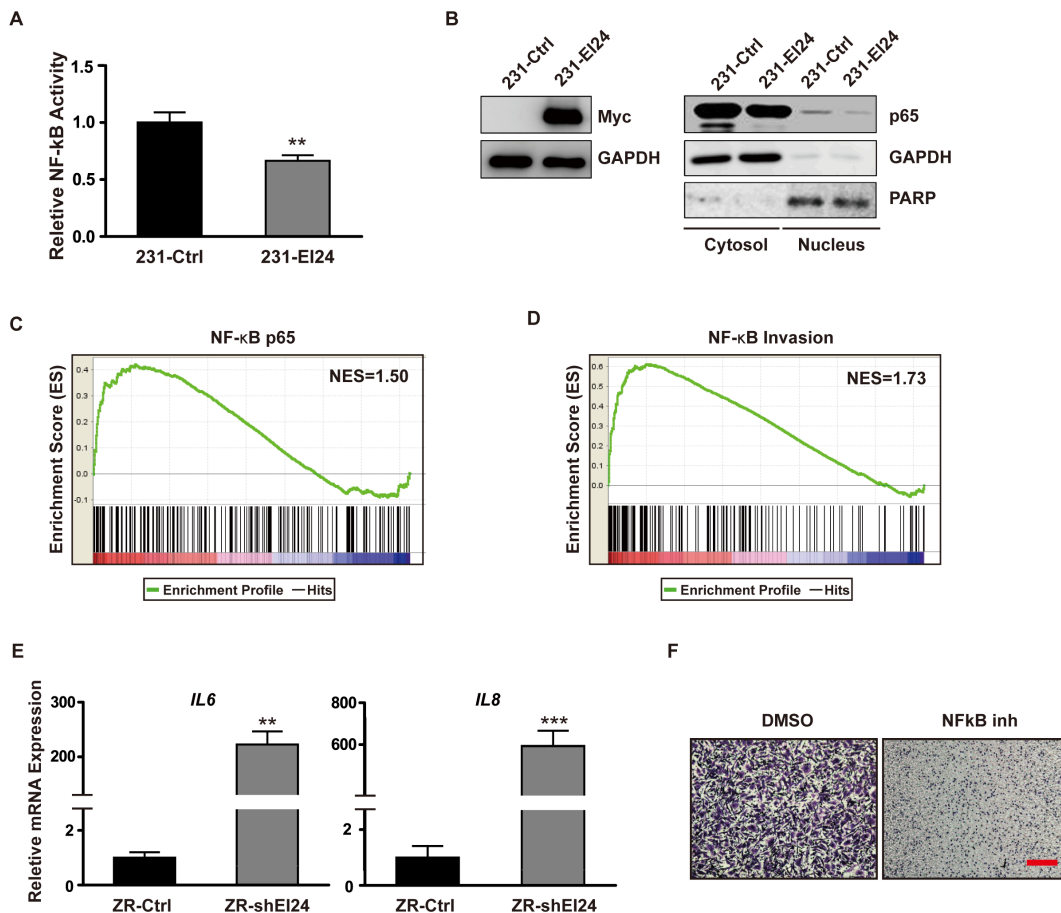 A
Reletive NF-kB Activity
1.5
1.0
0.5
0.0
**
231-Ctrl
231-EI24
B
231-Ctrl
231-EI24
Myc
GAPDH
231-Ctrl
231-EI24
231-Ctrl
231-EI24
p65
GAPDH
PARP
Cytosol
Nucleus
C
NF-κB p65
NES=1.50
Enrichment Score (ES)
0.4
0.3
0.2
0.1
0.0
-0.1
Enrichment Profile
Hits
D
NF-κB Invasion
NES=1.73
Enrichment Score (ES)
0.6
0.5
0.4
0.3
0.2
0.1
0.0
Enrichment Profile
Hits
E
Reletive mRNA Expression
IL6
300
200
2
1
0
**
ZR-Ctrl
ZR-shEI24
IL8
800
600
2
1
0
***
ZR-Ctrl
ZR-shEI24
F
DMSO
NFkB inh